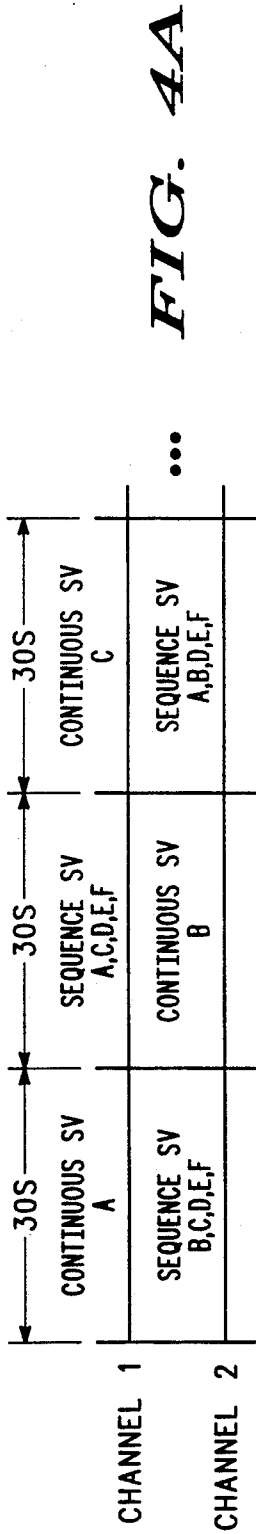 30S
30S
30S
CONTINUOUS SV
A
SEQUENCE SV
A,C,D,E,F
CONTINUOUS SV
C
CHANNEL 1
SEQUENCE SV
B,C,D,E,F
CONTINUOUS SV
B
SEQUENCE SV
A,B,D,E,F
...
CHANNEL 2
FIG. 4A